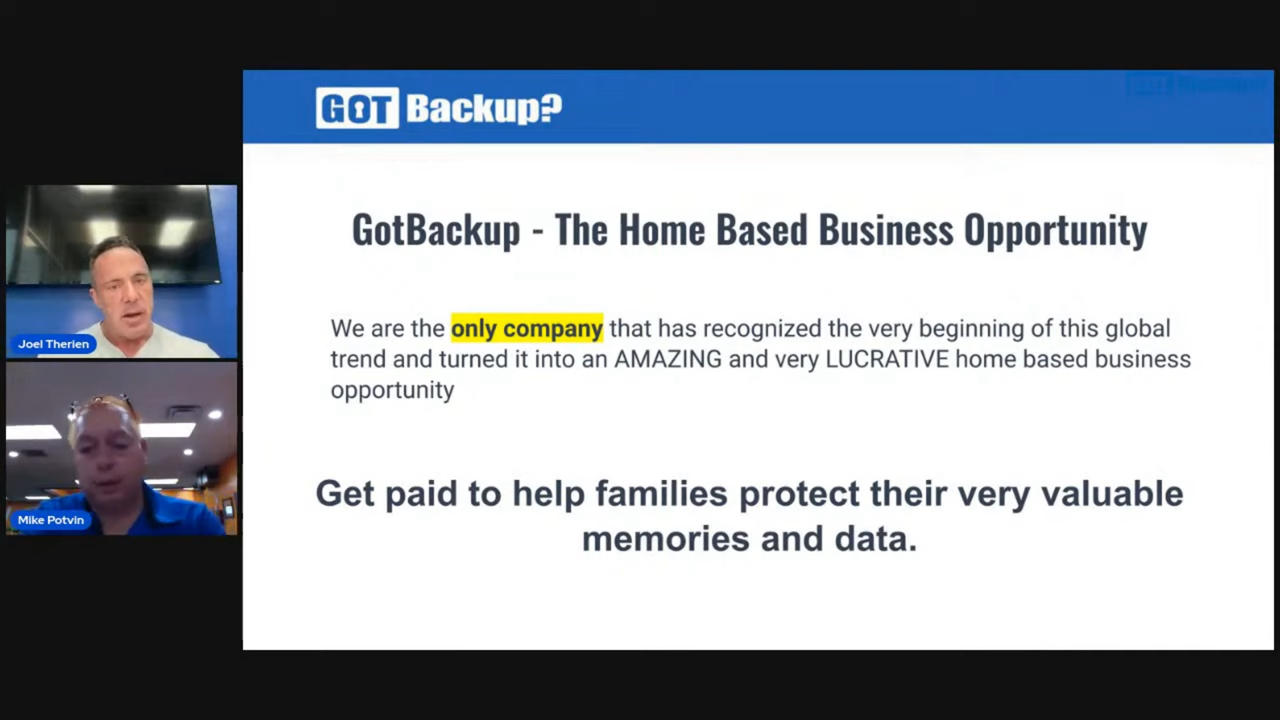 GOT Backup?
GotBackup - The Home Based Business Opportunity
We are the only company that has recognized the very beginning of this global
trend and turned it into an AMAZING and very LUCRATIVE home based business
opportunity
Get paid to help families protect their very valuable
memories and data.
Joel Therien
Mike Potvin